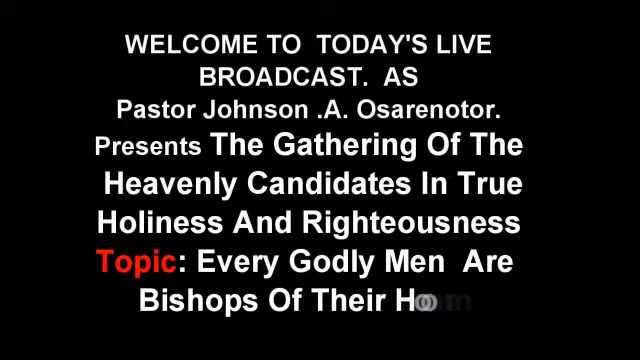 WELCOME TO TODAY'S LIVE
BROADCAST. AS
Pastor Johnson .A. Osarenotor.
Presents The Gathering Of The
Heavenly Candidates In True
Holiness And Righteousness
Topic: Every Godly Men Are
Bishops Of Their